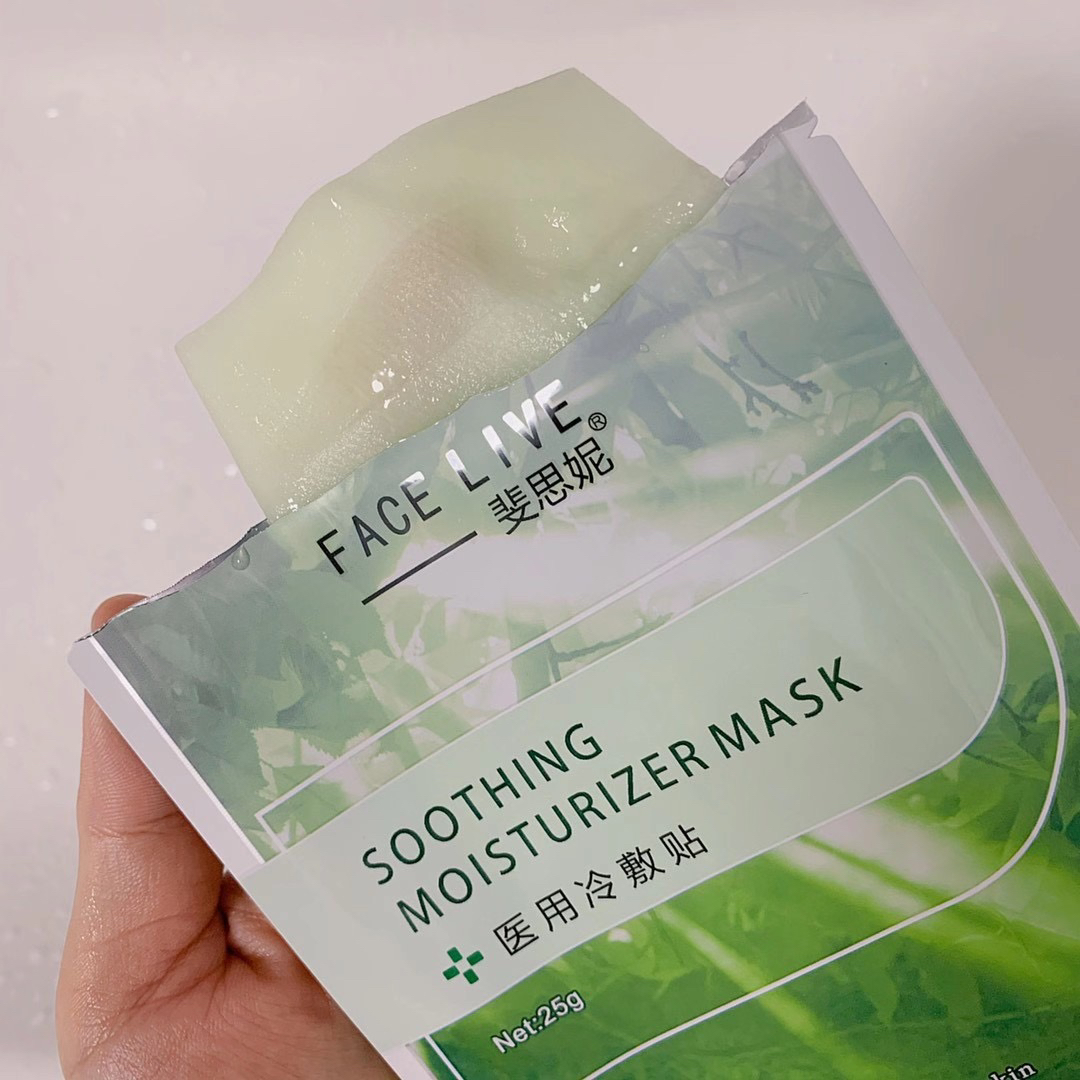 FACE LIVE®
斐思妮
SOOTHING
MOISTURIZER MASK
医用冷敷贴
Net:25g